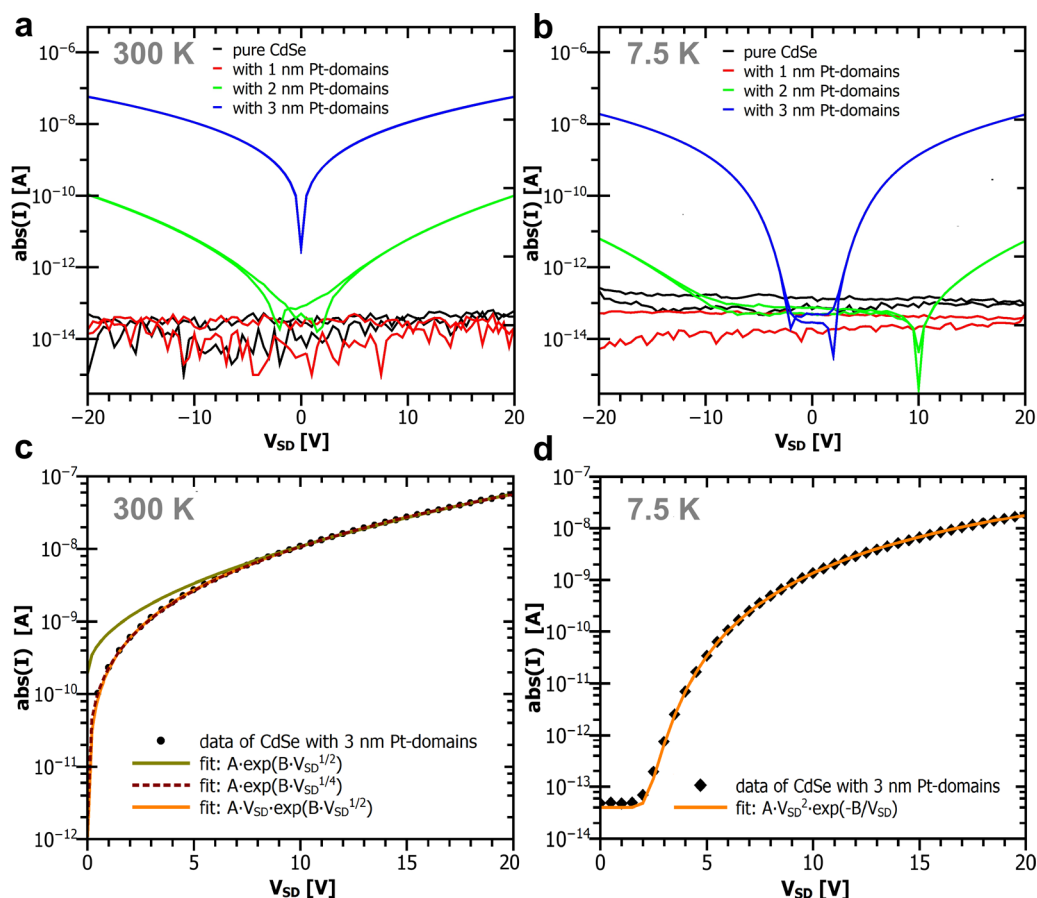 a
300 K
pure CdSe
with 1 nm Pt-domains
with 2 nm Pt-domains
with 3 nm Pt-domains
abs(I) [A]
10⁻⁶
10⁻⁸
10⁻¹⁰
10⁻¹²
10⁻¹⁴
−20 −10 0 10 20
V_SD [V]
b
7.5 K
pure CdSe
with 1 nm Pt-domains
with 2 nm Pt-domains
with 3 nm Pt-domains
abs(I) [A]
10⁻⁶
10⁻⁸
10⁻¹⁰
10⁻¹²
10⁻¹⁴
−20 −10 0 10 20
V_SD [V]
c
300 K
abs(I) [A]
10⁻⁷
10⁻⁸
10⁻⁹
10⁻¹⁰
10⁻¹¹
10⁻¹²
data of CdSe with 3 nm Pt-domains
fit: A·exp(B·V_SD^1/2)
fit: A·exp(B·V_SD^1/4)
fit: A·V_SD·exp(B·V_SD^1/2)
0 5 10 15 20
V_SD [V]
d
7.5 K
abs(I) [A]
10⁻⁷
10⁻⁸
10⁻⁹
10⁻¹⁰
10⁻¹¹
10⁻¹²
10⁻¹³
10⁻¹⁴
data of CdSe with 3 nm Pt-domains
fit: A·V_SD²·exp(-B/V_SD)
0 5 10 15 20
V_SD [V]